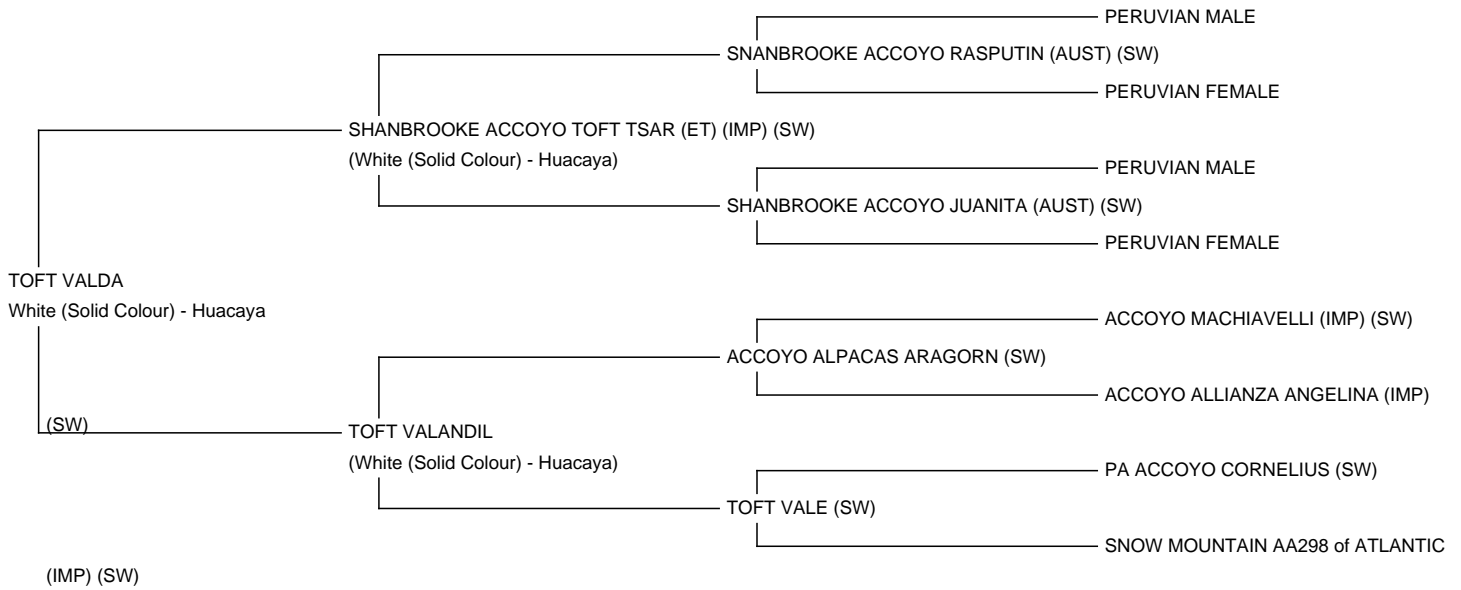 PERUVIAN MALE
SNANBROOKE ACCOYO RASPUTIN (AUST) (SW)
PERUVIAN FEMALE
SHANBROOKE ACCOYO TOFT TSAR (ET) (IMP) (SW)
(White (Solid Colour) - Huacaya)
PERUVIAN MALE
SHANBROOKE ACCOYO JUANITA (AUST) (SW)
PERUVIAN FEMALE
TOFT VALDA
White (Solid Colour) - Huacaya
ACCOYO MACHIAVELLI (IMP) (SW)
ACCOYO ALPACAS ARAGORN (SW)
ACCOYO ALLIANZA ANGELINA (IMP)
(SW)
TOFT VALANDIL
(White (Solid Colour) - Huacaya)
PA ACCOYO CORNELIUS (SW)
TOFT VALE (SW)
SNOW MOUNTAIN AA298 of ATLANTIC
(IMP) (SW)